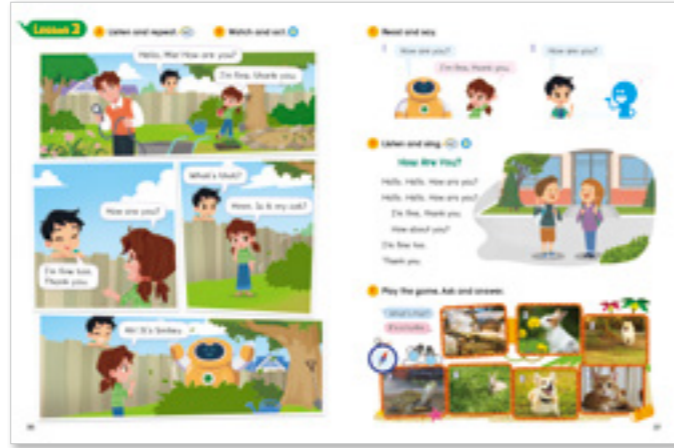 Lesson 3
Listen and repeat.
Watch and act.
Hello, Mia! How are you?
I'm fine, thank you.
How are you?
I'm fine too.
Thank you.
What's that?
Hmm. Is it my cat?
Ah! It's Smiley.
Read and say.
1
How are you?
I'm fine, thank you.
2
How are you?
Listen and sing.
How Are You?
Hello, Hello. How are you?
Hello, Hello. How are you?
I'm fine, thank you.
How about you?
I'm fine too.
Thank you.
Play the game. Ask and answer.
What's that?